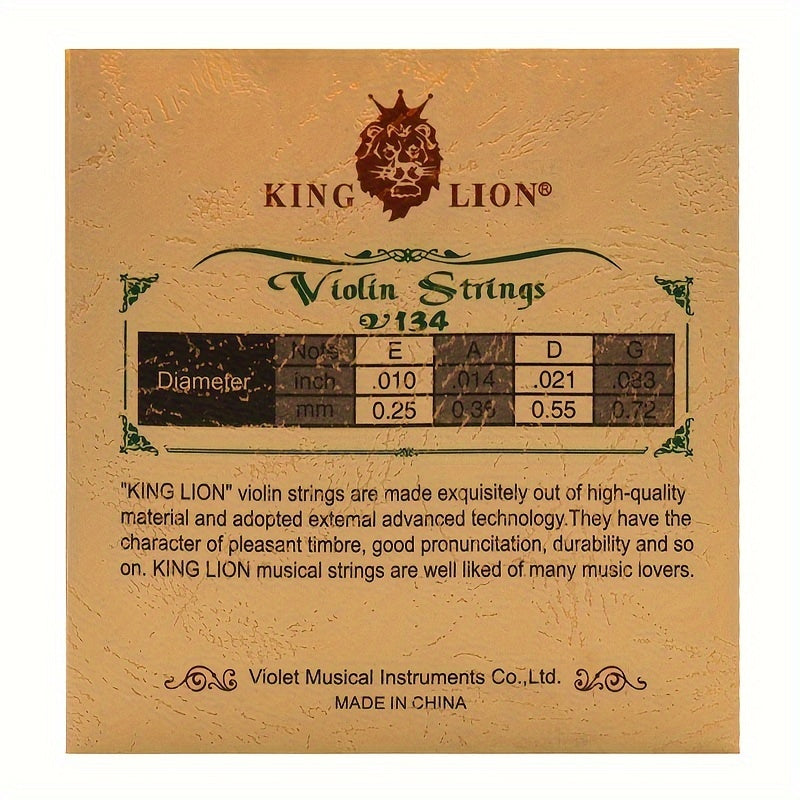 KING LION®
Violin Strings
V134
Diameter Note E A D G
inch .010 .014 .021 .033
mm 0.25 0.36 0.55 0.72
"KING LION" violin strings are made exquisitely out of high-quality
material and adopted external advanced technology.They have the
character of pleasant timbre, good pronuncitation, durability and so
on. KING LION musical strings are well liked of many music lovers.
Violet Musical Instruments Co.,Ltd.
MADE IN CHINA